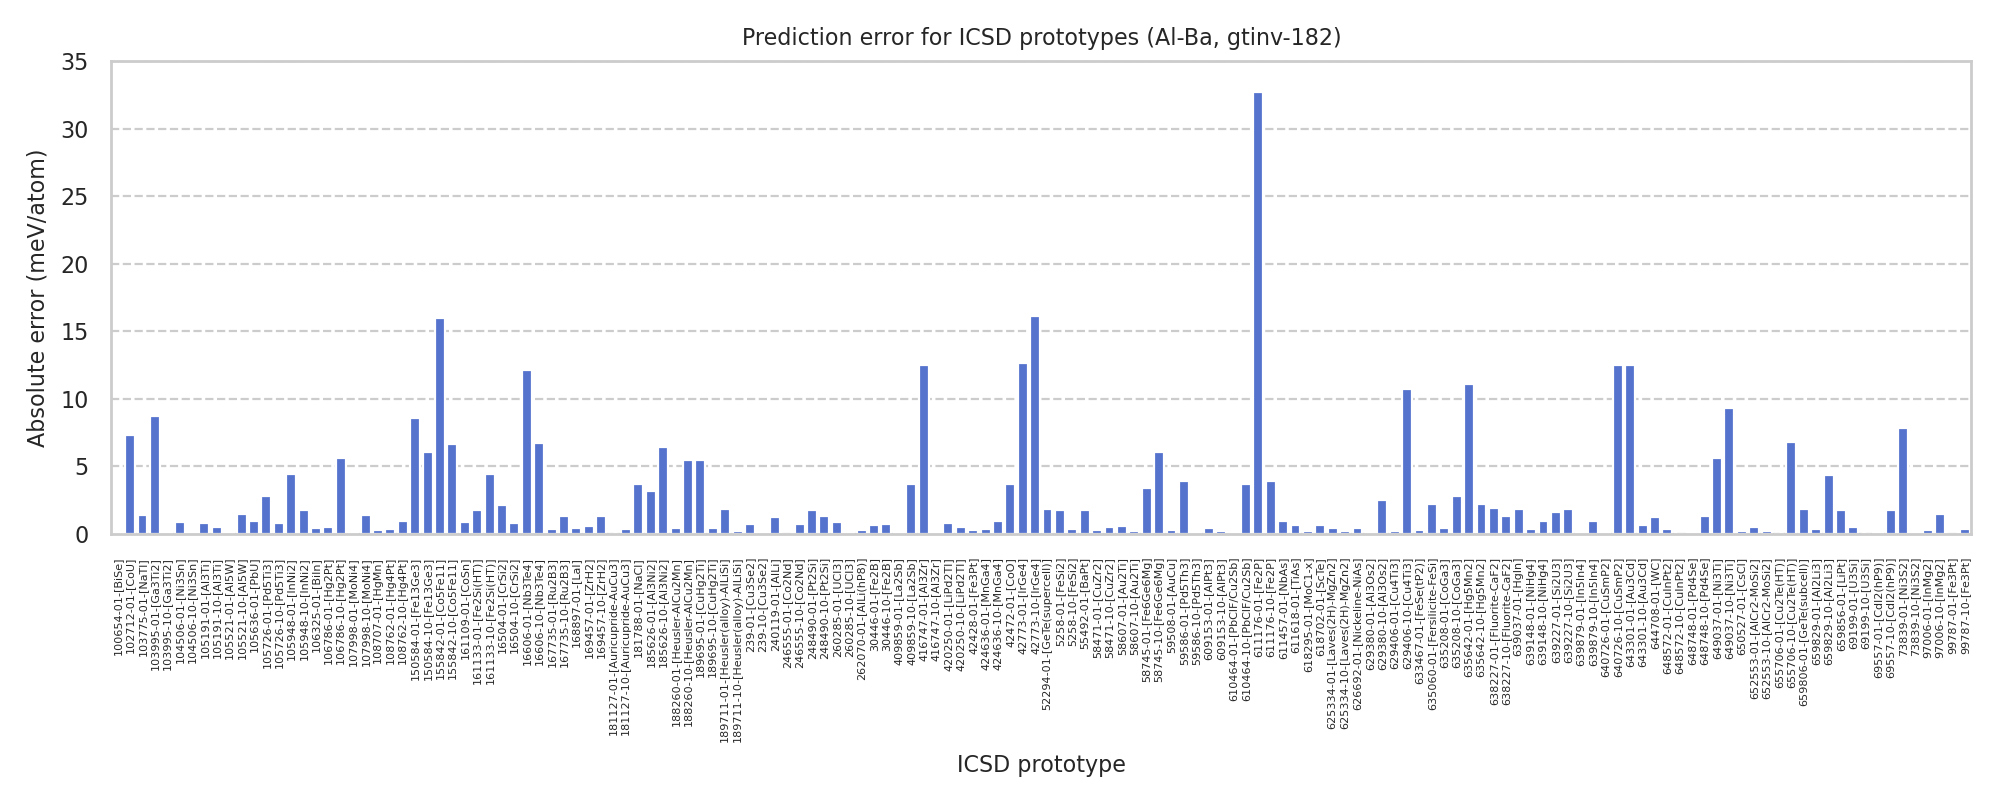 Prediction error for ICSD prototypes (Al-Ba, gtinv-182)
Absolute error (meV/atom)
35
30
25
20
15
10
5
0
100654-01-[BiSe]
102712-01-[CoU]
103775-01-[NaTl]
103995-01-[Ga3Ti2]
103995-10-[Ga3Ti2]
104506-01-[Ni3Sn]
104506-10-[Ni3Sn]
105191-01-[Al3Ti]
105191-10-[Al3Ti]
105521-01-[Al5W]
105521-10-[Al5W]
105636-01-[PbU]
105726-01-[Pd5Ti3]
105726-10-[Pd5Ti3]
105948-01-[InNi2]
105948-10-[InNi2]
106325-01-[BiIn]
106786-01-[Hg2Pt]
106786-10-[Hg2Pt]
107998-01-[MoNi4]
107998-10-[MoNi4]
108707-01-[HgMn]
108762-01-[Hg4Pt]
108762-10-[Hg4Pt]
150584-01-[Fe13Ge3]
150584-10-[Fe13Ge3]
155842-01-[Co5Fe11]
155842-10-[Co5Fe11]
161109-01-[CoSn]
161133-01-[Fe2Si(HT)]
161133-10-[Fe2Si(HT)]
16504-01-[CrSi2]
16504-10-[CrSi2]
16606-01-[Nb3Te4]
16606-10-[Nb3Te4]
167735-01-[Ru2B3]
167735-10-[Ru2B3]
168897-01-[LaI]
169457-01-[ZrH2]
169457-10-[ZrH2]
181127-01-[Auricupride-AuCu3]
181127-10-[Auricupride-AuCu3]
181788-01-[NaCl]
185626-01-[Al3Ni2]
185626-10-[Al3Ni2]
188260-01-[Heusler-AlCu2Mn]
188260-10-[Heusler-AlCu2Mn]
189695-01-[CuHg2Ti]
189695-10-[CuHg2Ti]
189711-01-[Heusler(alloy)-AlLiSi]
189711-10-[Heusler(alloy)-AlLiSi]
239-01-[Cu3Se2]
239-10-[Cu3Se2]
240119-01-[AlLi]
246555-01-[Co2Nd]
246555-10-[Co2Nd]
248490-01-[Pt2Si]
248490-10-[Pt2Si]
260285-01-[UCl3]
260285-10-[UCl3]
262070-01-[AlLi(hP8)]
30446-01-[Fe2B]
30446-10-[Fe2B]
409859-01-[La2Sb]
409859-10-[La2Sb]
416747-01-[Al3Zr]
416747-10-[Al3Zr]
420250-01-[LiPd2Tl]
420250-10-[LiPd2Tl]
42428-01-[Fe3Pt]
424636-01-[MnGa4]
424636-10-[MnGa4]
42472-01-[CoO]
42773-01-[IrGe4]
42773-10-[IrGe4]
52294-01-[GeTe(supercell)]
5258-01-[FeSi2]
5258-10-[FeSi2]
55492-01-[BaPt]
58471-01-[CuZr2]
58471-10-[CuZr2]
58607-01-[Au2Ti]
58607-10-[Au2Ti]
58745-01-[Fe6Ge6Mg]
58745-10-[Fe6Ge6Mg]
59508-01-[AuCu]
59586-01-[Pd5Th3]
59586-10-[Pd5Th3]
609153-01-[AlPt3]
609153-10-[AlPt3]
610464-01-[PbClF/Cu2Sb]
610464-10-[PbClF/Cu2Sb]
611176-01-[Fe2P]
611176-10-[Fe2P]
611457-01-[NbAs]
611618-01-[TiAs]
618295-01-[MoC1-x]
618702-01-[ScTe]
625334-01-[Laves(2H)-MgZn2]
625334-10-[Laves(2H)-MgZn2]
626692-01-[Nickeline-NiAs]
629380-01-[Al3Os2]
629380-10-[Al3Os2]
629406-01-[Cu4Ti3]
629406-10-[Cu4Ti3]
633467-01-[FeSe(tP2)]
635060-01-[Fersilicite-FeSi]
635208-01-[CoGa3]
635208-10-[CoGa3]
635642-01-[Hg5Mn2]
635642-10-[Hg5Mn2]
638227-01-[Fluorite-CaF2]
638227-10-[Fluorite-CaF2]
639037-01-[HgIn]
639148-01-[NiHg4]
639148-10-[NiHg4]
639227-01-[Si2U3]
639227-10-[Si2U3]
639879-01-[In5In4]
639879-10-[In5In4]
640726-01-[CuSmP2]
640726-10-[CuSmP2]
643301-01-[Au3Cd]
643301-10-[Au3Cd]
644708-01-[WC]
648572-01-[CuInPt2]
648572-10-[CuInPt2]
648748-01-[Pd4Se]
648748-10-[Pd4Se]
649037-01-[Ni3Ti]
649037-10-[Ni3Ti]
650527-01-[CsCl]
652553-01-[AlCr2-MoSi2]
652553-10-[AlCr2-MoSi2]
655706-01-[Cu2Te(HT)]
655706-10-[Cu2Te(HT)]
659806-01-[GeTe(subcell)]
659829-01-[Al2Li3]
659829-10-[Al2Li3]
659856-01-[LiPt]
69199-01-[U3Si]
69199-10-[U3Si]
69557-01-[CdI2(hP9)]
69557-10-[CdI2(hP9)]
73839-01-[Ni3S2]
73839-10-[Ni3S2]
97006-01-[InMg2]
97006-10-[InMg2]
99787-01-[Fe3Pt]
99787-10-[Fe3Pt]
ICSD prototype